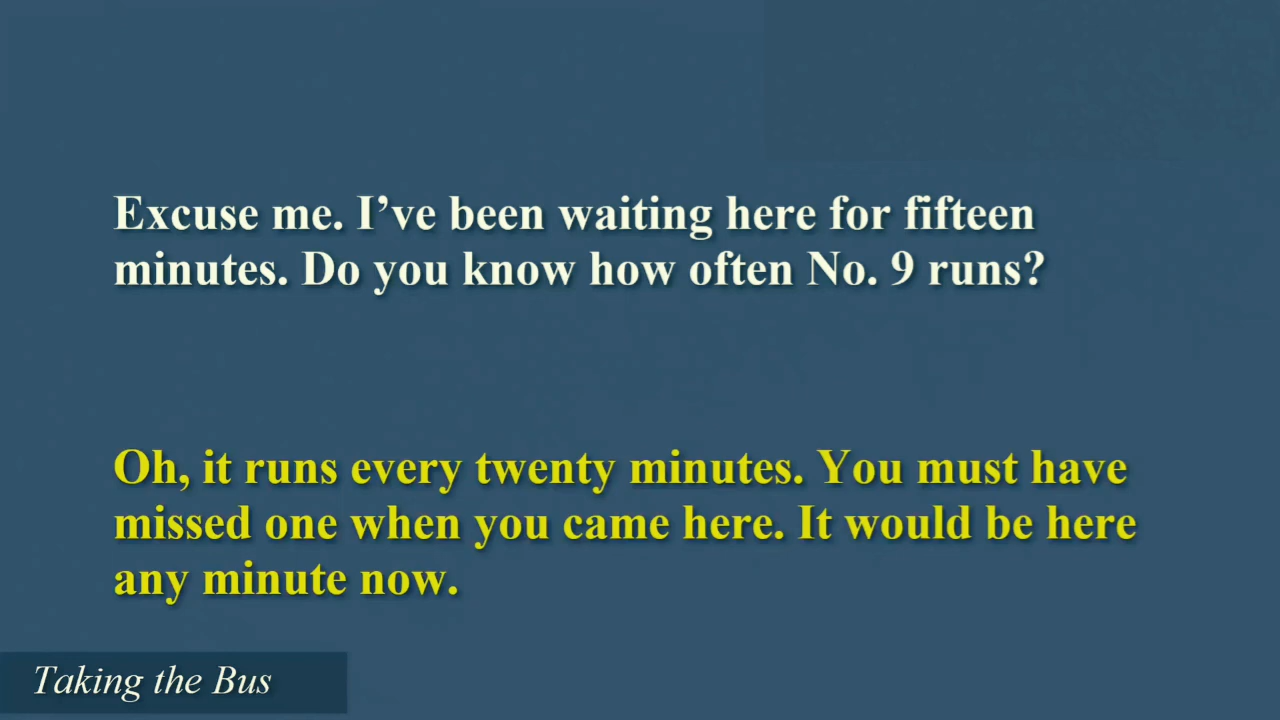 Excuse me. I’ve been waiting here for fifteen
minutes. Do you know how often No. 9 runs?
Oh, it runs every twenty minutes. You must have
missed one when you came here. It would be here
any minute now.
Taking the Bus